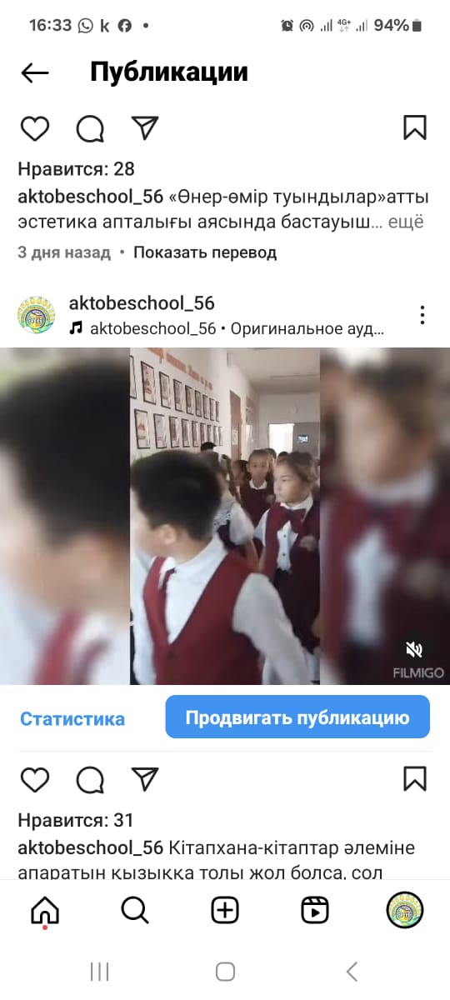 16:33 k 4G+ 94%
Публикации
Нравится: 28
aktobeschool_56 «Өнер-өмір туындылар»атты
эстетика апталығы аясында бастауыш... ещё
3 дня назад • Показать перевод
aktobeschool_56
aktobeschool_56 • Оригинальное ауд...
FILMIGO
Статистика
Продвигать публикацию
Нравится: 31
aktobeschool_56 Кітапхана-кітаптар әлеміне
апаратын қызыққа толы жол болса, сол